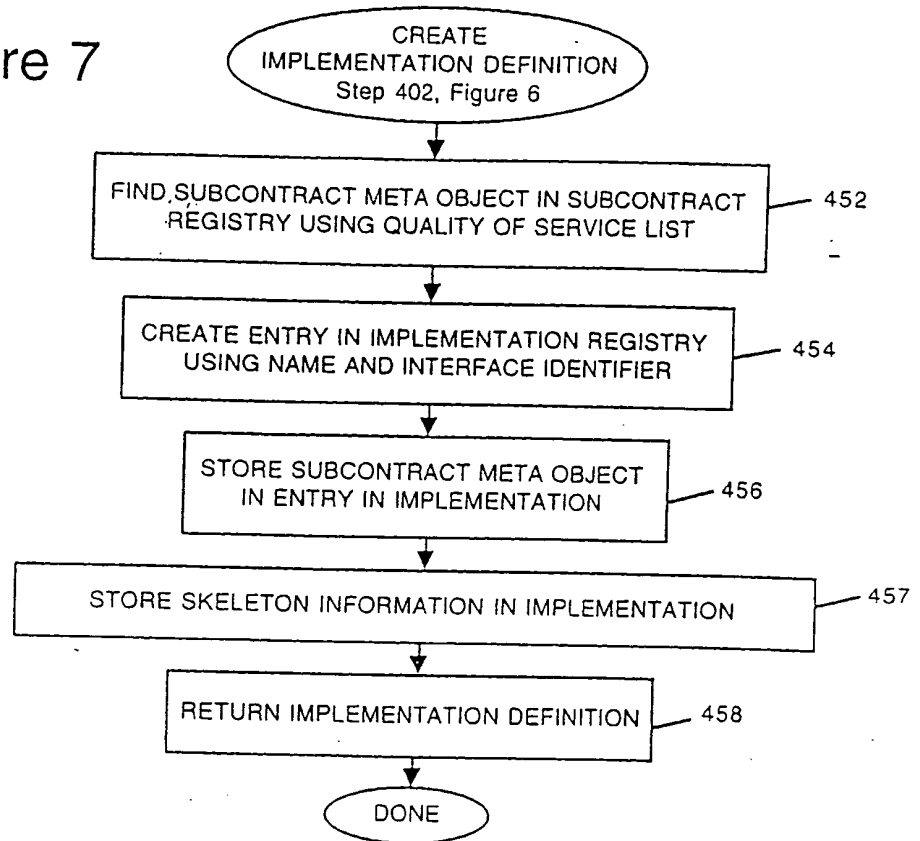 re 7
CREATE
IMPLEMENTATION DEFINITION
Step 402, Figure 6
FIND SUBCONTRACT META OBJECT IN SUBCONTRACT
REGISTRY USING QUALITY OF SERVICE LIST
452
CREATE ENTRY IN IMPLEMENTATION REGISTRY
USING NAME AND INTERFACE IDENTIFIER
454
STORE SUBCONTRACT META OBJECT
IN ENTRY IN IMPLEMENTATION
456
STORE SKELETON INFORMATION IN IMPLEMENTATION
457
RETURN IMPLEMENTATION DEFINITION
458
DONE